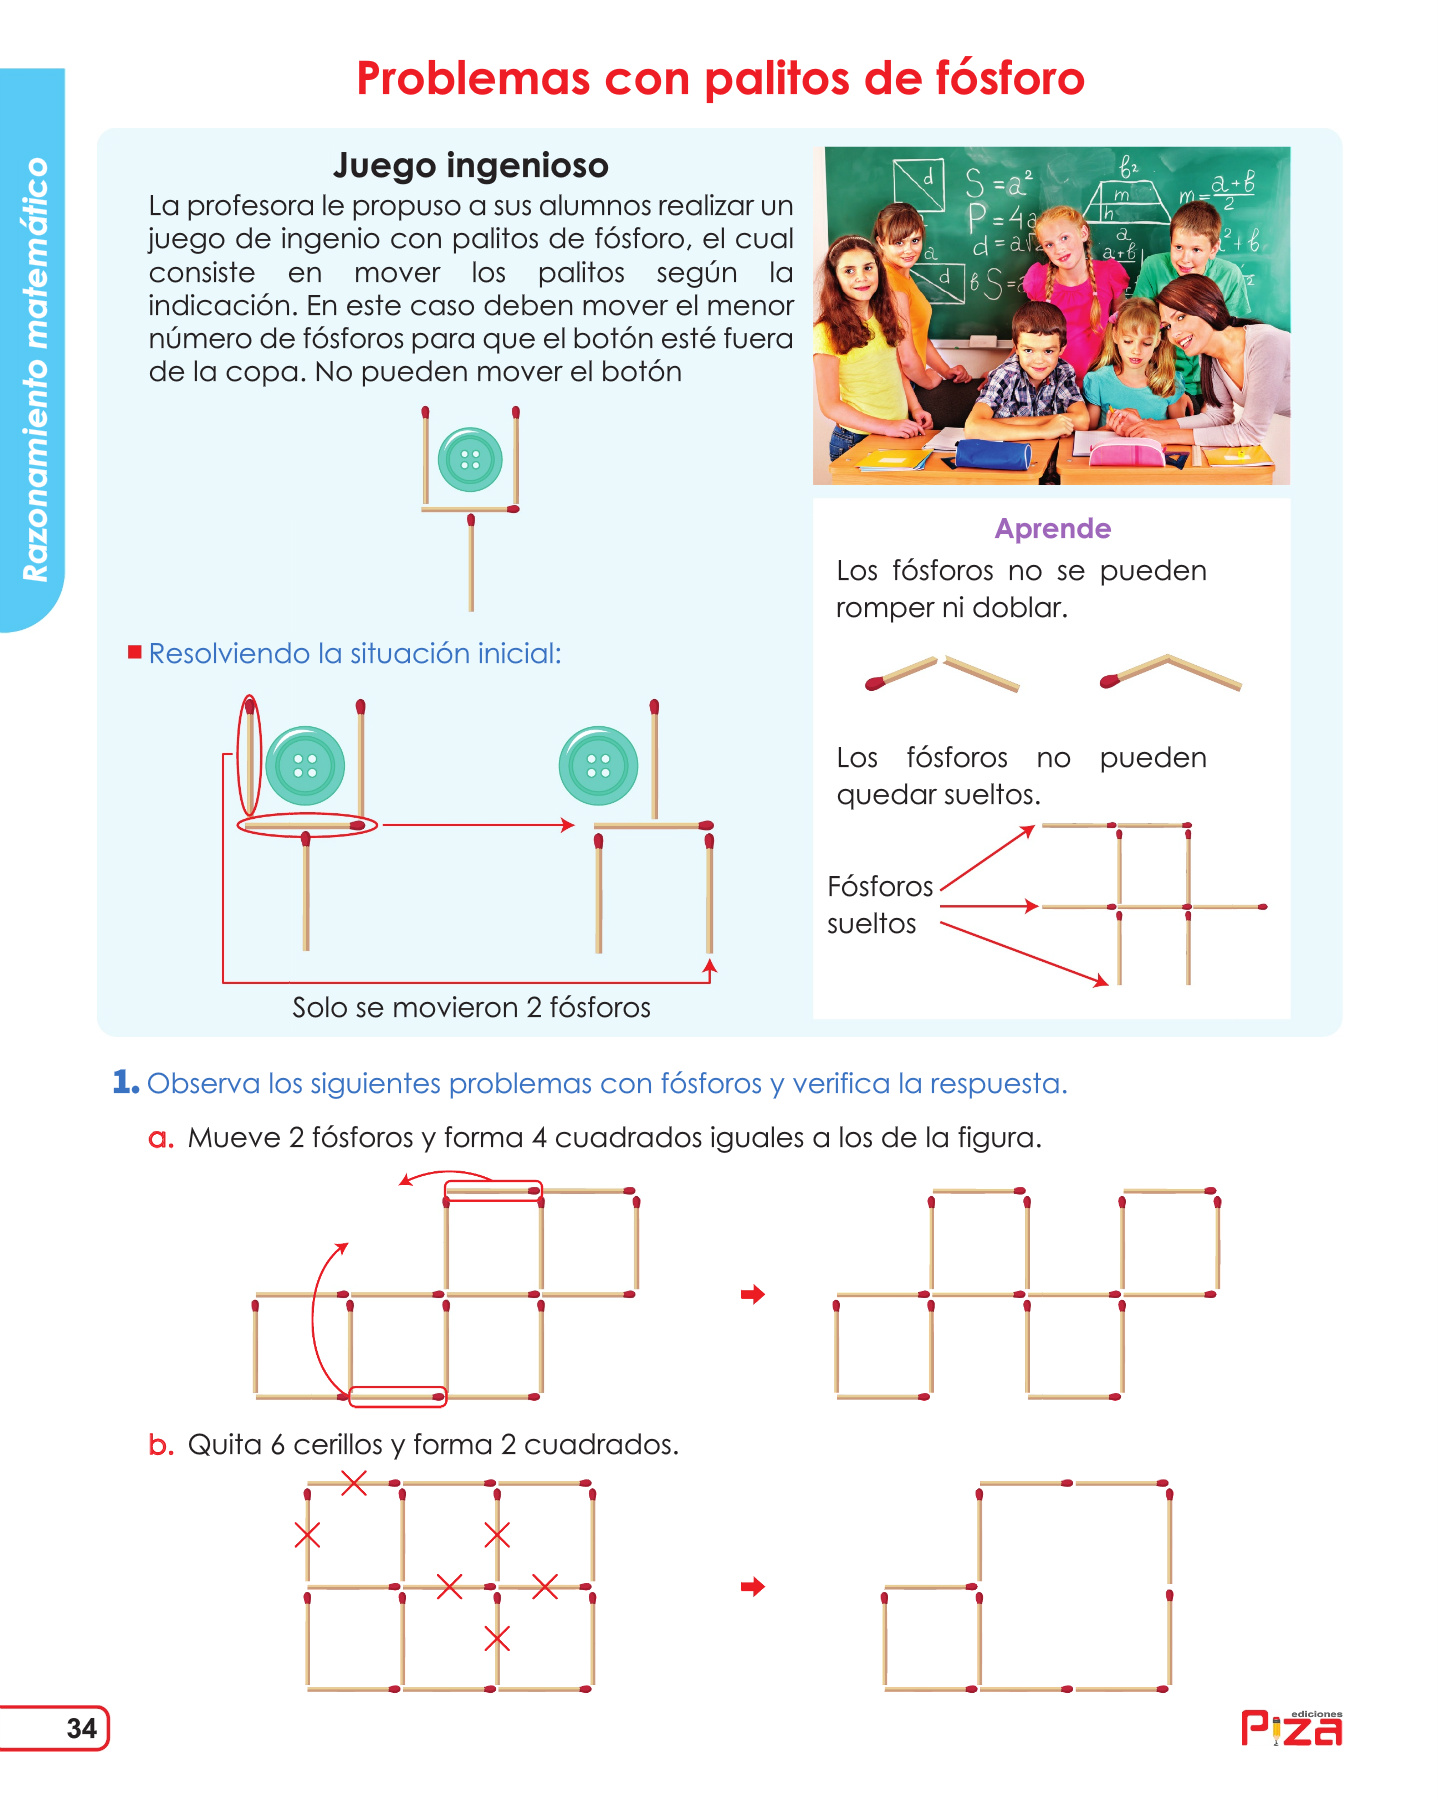 Problemas con palitos de fósforo
Razonamiento matemático
Juego ingenioso
La profesora le propuso a sus alumnos realizar un
juego de ingenio con palitos de fósforo, el cual
consiste en mover los palitos según la
indicación. En este caso deben mover el menor
número de fósforos para que el botón esté fuera
de la copa. No pueden mover el botón
d
S = a²
P = 4a
b²
m
h
a
m = a+b
2
a
a+b
d
b
Resolviendo la situación inicial:
Solo se movieron 2 fósforos
Aprende
Los fósforos no se pueden
romper ni doblar.
Los fósforos no pueden
quedar sueltos.
Fósforos
sueltos
1. Observa los siguientes problemas con fósforos y verifica la respuesta.
a. Mueve 2 fósforos y forma 4 cuadrados iguales a los de la figura.
b. Quita 6 cerillos y forma 2 cuadrados.
34
ediciones
Piza